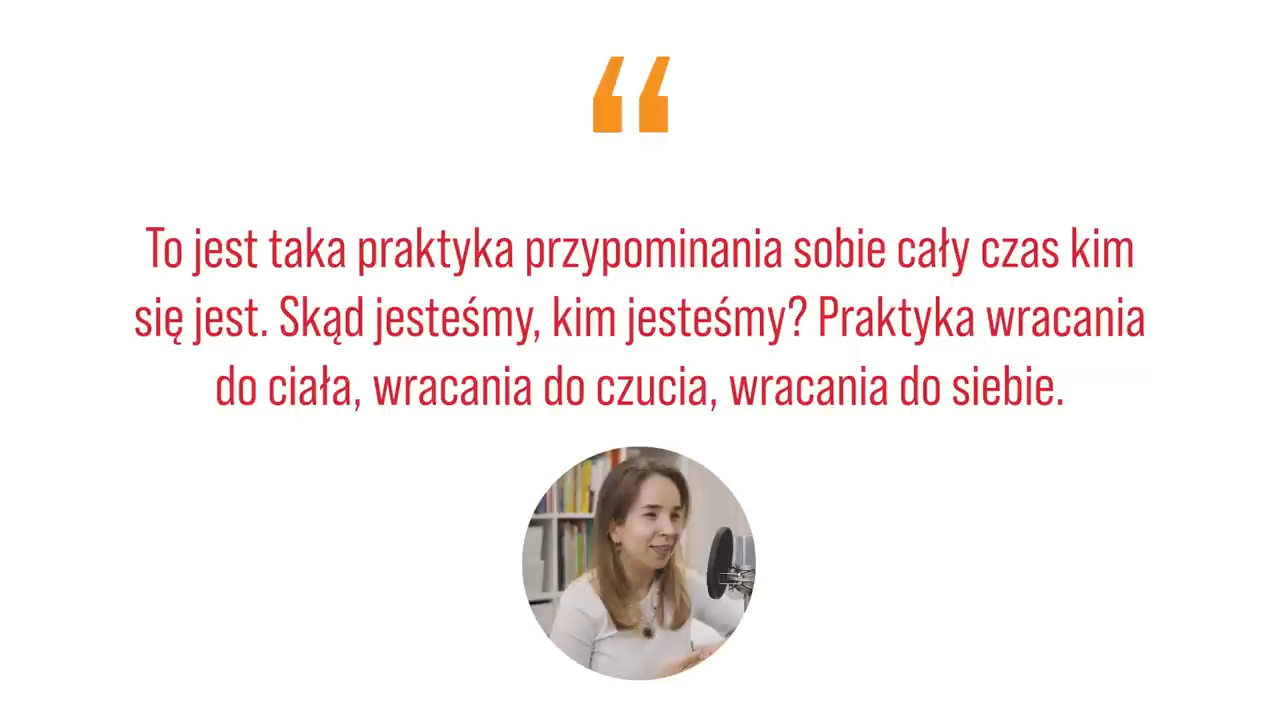 “
To jest taka praktyka przypominania sobie cały czas kim
się jest. Skąd jesteśmy, kim jesteśmy? Praktyka wracania
do ciała, wracania do czucia, wracania do siebie.